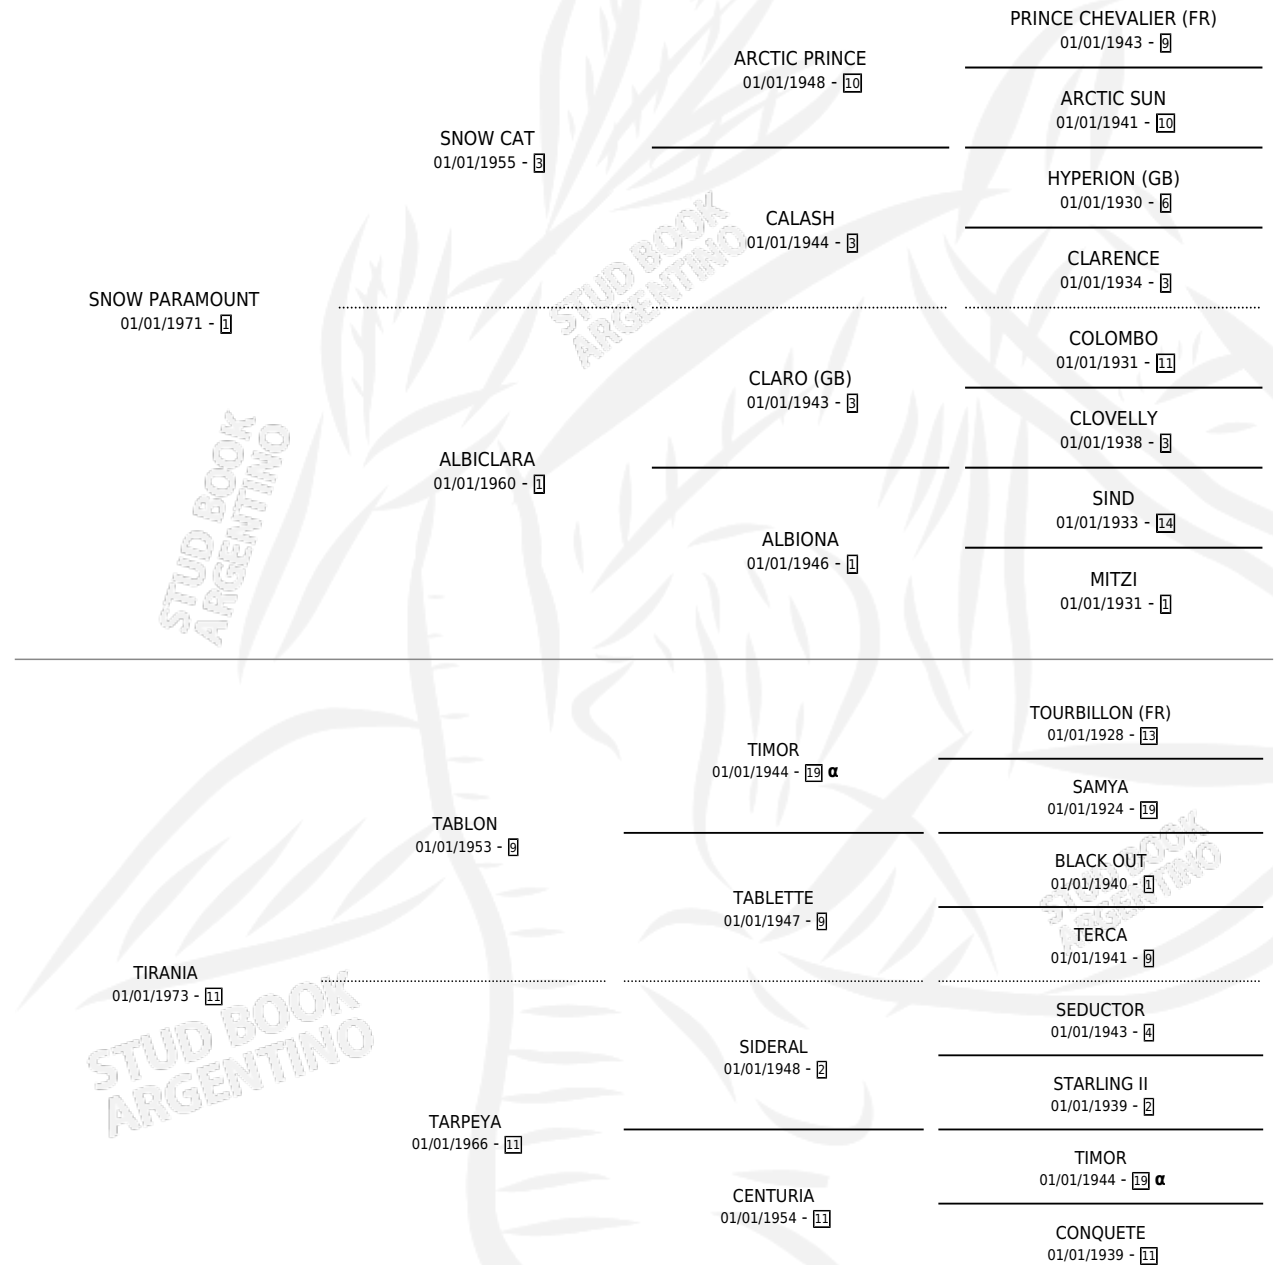 PRINCE CHEVALIER (FR)
01/01/1943 - 9
ARCTIC PRINCE
01/01/1948 - 10
ARCTIC SUN
01/01/1941 - 10
SNOW CAT
01/01/1955 - 3
HYPERION (GB)
01/01/1930 - 6
CALASH
01/01/1944 - 3
CLARENCE
01/01/1934 - 3
SNOW PARAMOUNT
01/01/1971 - 1
COLOMBO
01/01/1931 - 11
CLARO (GB)
01/01/1943 - 3
CLOVELLY
01/01/1938 - 3
ALBICLARA
01/01/1960 - 1
SIND
01/01/1933 - 14
ALBIONA
01/01/1946 - 1
MITZI
01/01/1931 - 1
TOURBILLON (FR)
01/01/1928 - 13
TIMOR
01/01/1944 - 19 α
SAMYA
01/01/1924 - 19
TABLON
01/01/1953 - 9
BLACK OUT
01/01/1940 - 1
TABLETTE
01/01/1947 - 9
TERCA
01/01/1941 - 9
TIRANIA
01/01/1973 - 11
SEDUCTOR
01/01/1943 - 4
SIDERAL
01/01/1948 - 2
STARLING II
01/01/1939 - 2
TARPEYA
01/01/1966 - 11
TIMOR
01/01/1944 - 19 α
CENTURIA
01/01/1954 - 11
CONQUETE
01/01/1939 - 11
STUD BOOK
ARGENTINO
STUD BOOK
ARGENTINO
STUD BOOK
ARGENTINO
STUD BOOK
ARGENTINO